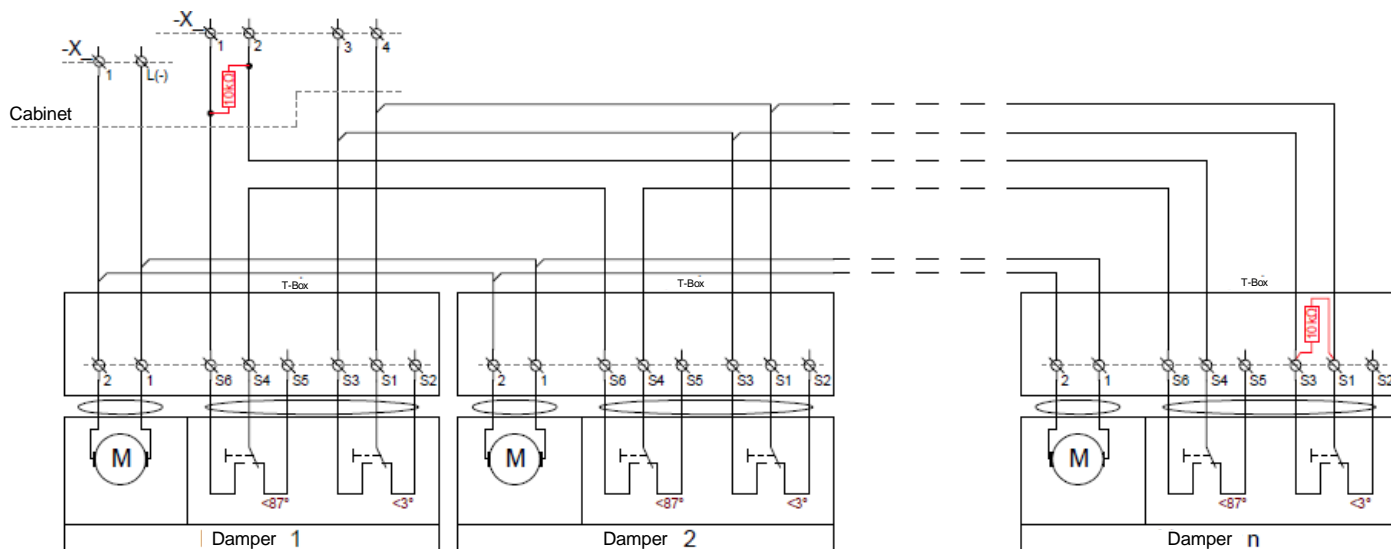 -X_
1 2 3 4
-X_
1 L(-)
10kΩ
Cabinet
T-Box T-Box T-Box
10kΩ
2 1 S6 S4 S5 S3 S1 S2
2 1 S6 S4 S5 S3 S1 S2
2 1 S6 S4 S5 S3 S1 S2
M <87° <3°
M <87° <3°
M <87° <3°
Damper 1
Damper 2
Damper n